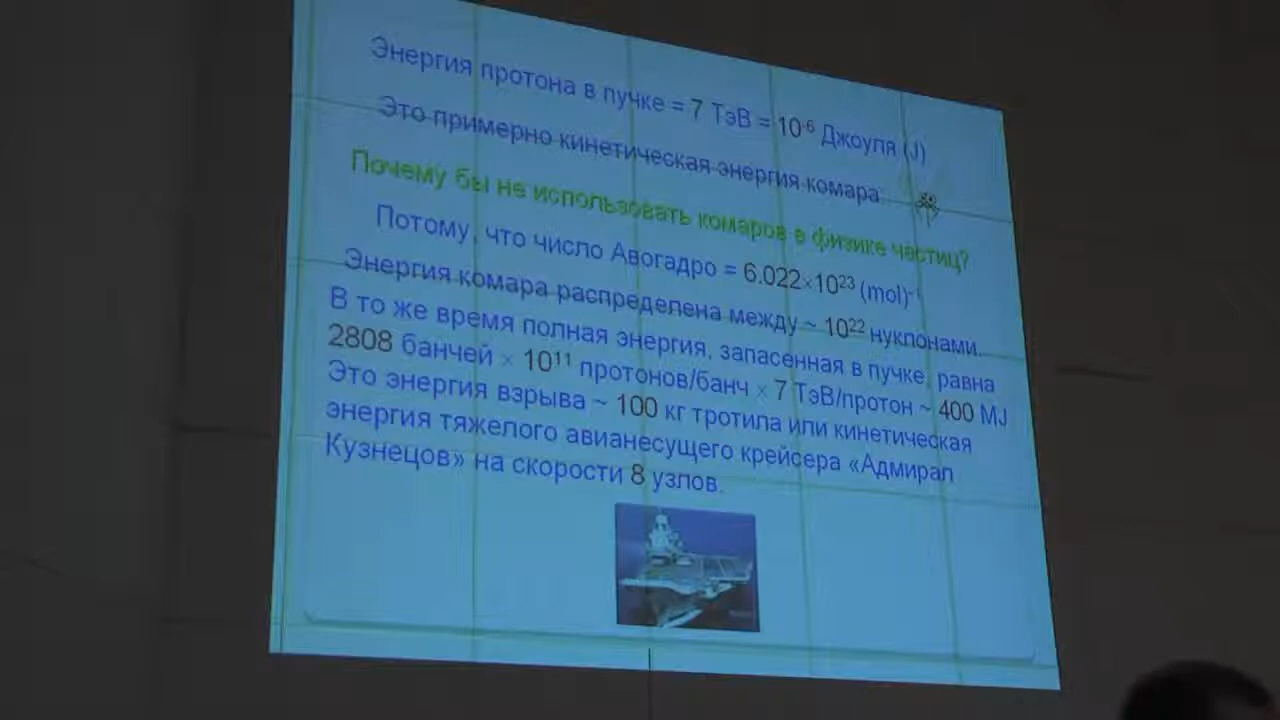 Энергия протона в пучке = 7 ТэВ = 10⁻⁶ Джоуля (J)
Это примерно кинетическая энергия комара.
Почему бы не использовать комаров в физике частиц?
Потому, что число Авогадро = 6.022×10²³ (mol)⁻¹
Энергия комара распределена между ~ 10²² нуклонами.
В то же время полная энергия, запасенная в пучке, равна
2808 банчей × 10¹¹ протонов/банч × 7 ТэВ/протон ~ 400 MJ
Это энергия взрыва ~ 100 кг тротила или кинетическая
энергия тяжелого авианесущего крейсера «Адмирал
Кузнецов» на скорости 8 узлов.